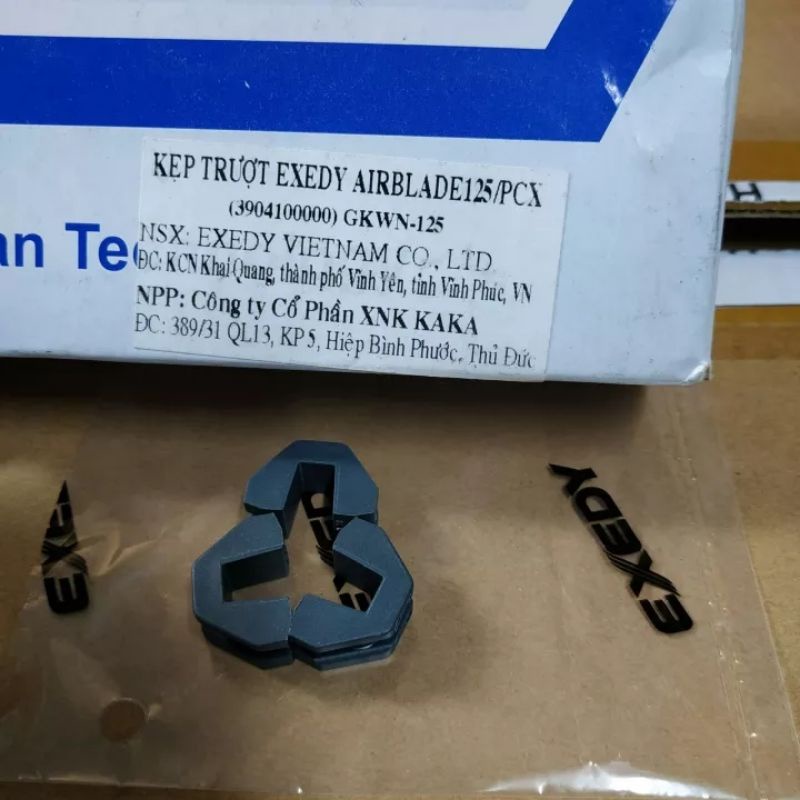 an Te
KẸP TRƯỢT EXEDY AIRBLADE125/PCX
(3904100000) GKWN-125
NSX: EXEDY VIETNAM CO., LTD
ĐC: KCN Khai Quang, thành phố Vĩnh Yên, tỉnh Vĩnh Phúc, VN
NPP: Công ty Cổ Phần XNK KAKA
ĐC: 389/31 QL13, KP 5, Hiệp Bình Phước, Thủ Đức
H
EXE
EXEDY